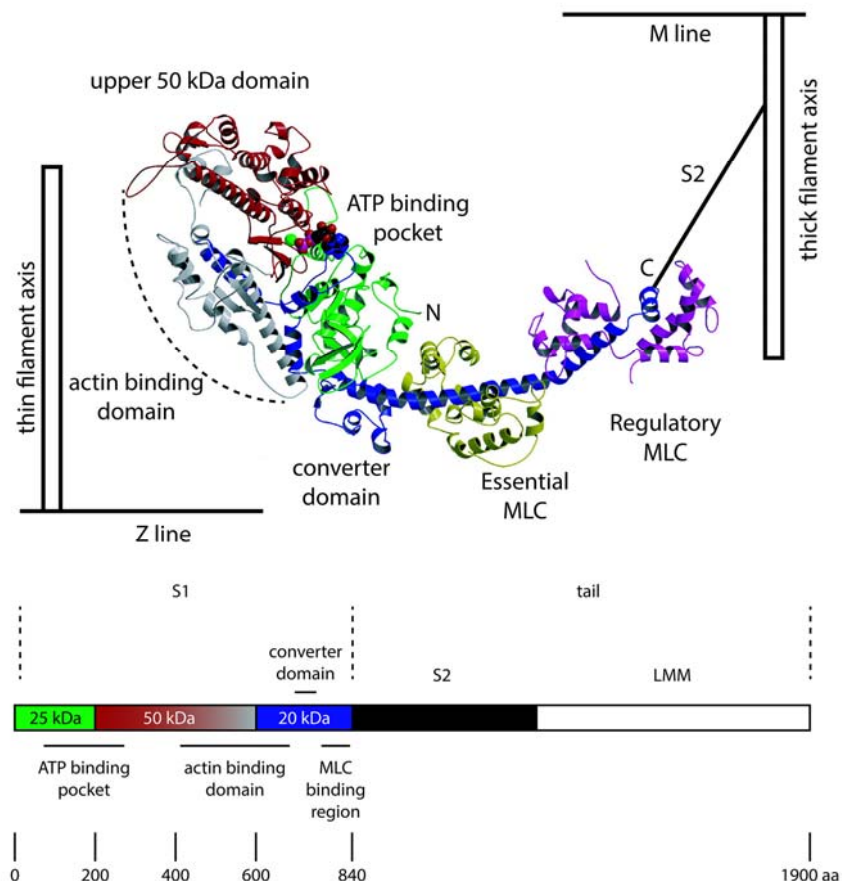 M line
upper 50 kDa domain
thick filament axis
S2
ATP binding
pocket
C
N
thin filament axis
actin binding
domain
Regulatory
MLC
converter
domain
Essential
MLC
Z line
S1
tail
converter
domain
S2
LMM
25 kDa
50 kDa
20 kDa
ATP binding
pocket
actin binding
domain
MLC
binding
region
0
200
400
600
840
1900 aa